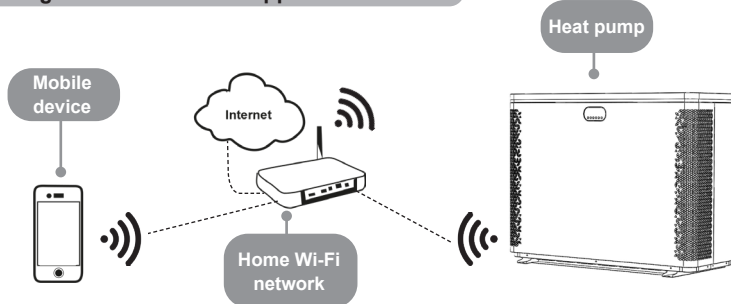 Heat pump
Mobile
device
Internet
Home Wi-Fi
network